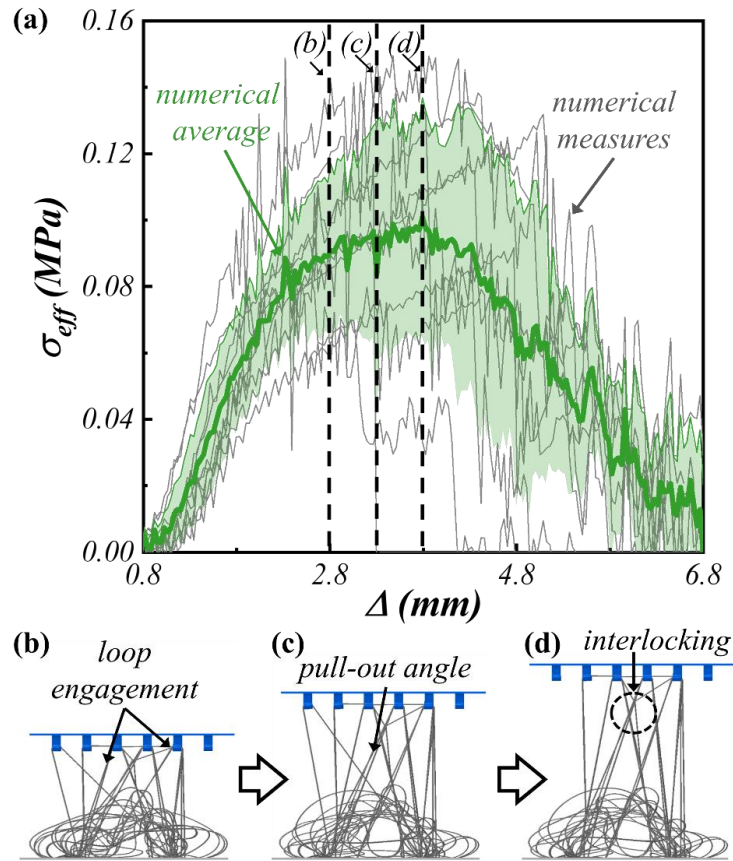 (a)
0.16
0.12
0.08
0.04
0.00
σeff (MPa)
(b) (c) (d)
numerical
average
numerical
measures
0.8 2.8 4.8 6.8
Δ (mm)
(b)
loop
engagement
(c)
pull-out angle
(d)
interlocking